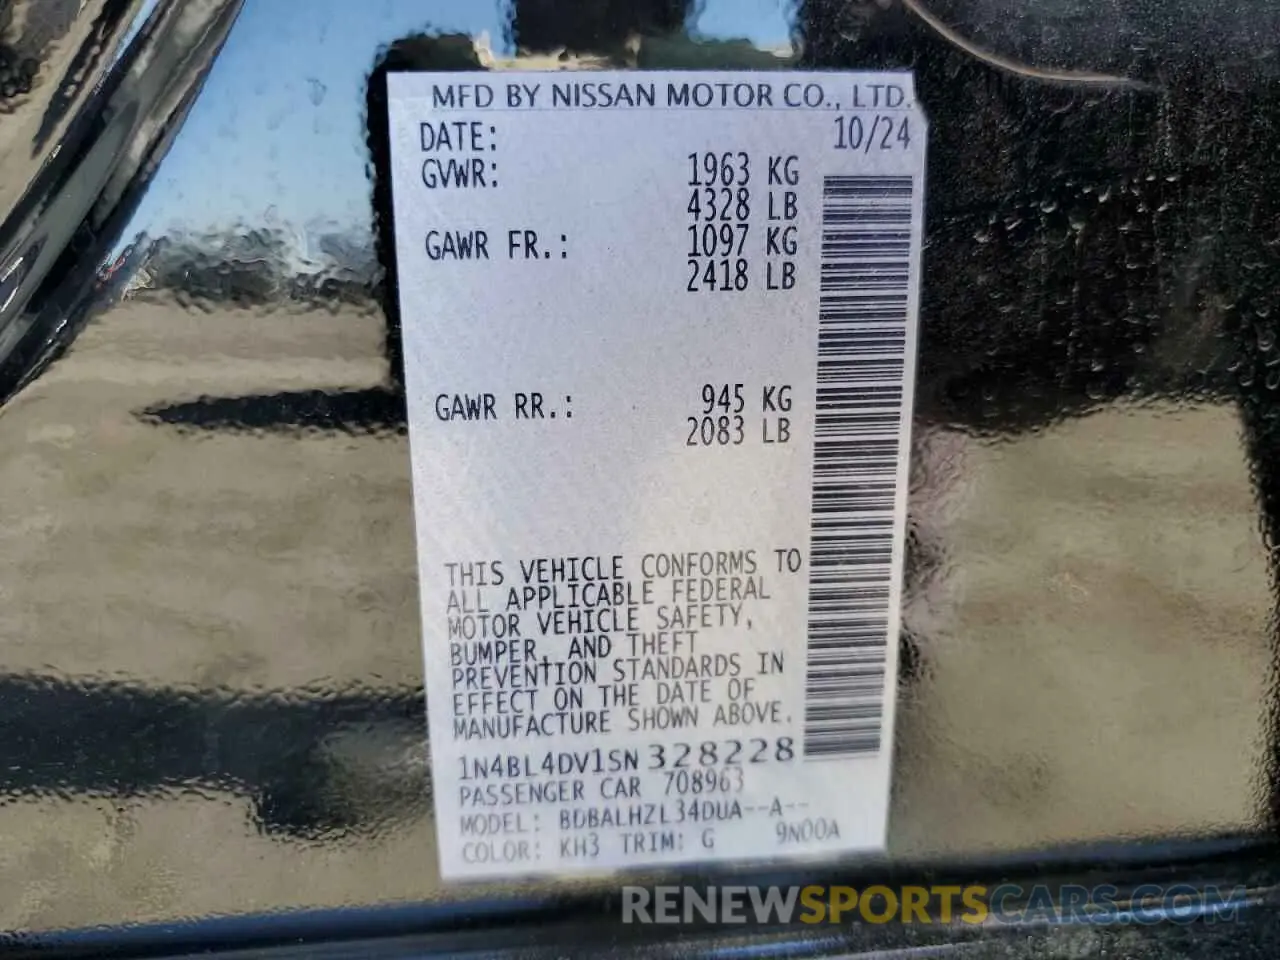 MFD BY NISSAN MOTOR CO., LTD.
DATE: 10/24
GVWR: 1963 KG
4328 LB
GAWR FR.: 1097 KG
2418 LB
GAWR RR.: 945 KG
2083 LB
THIS VEHICLE CONFORMS TO
ALL APPLICABLE FEDERAL
MOTOR VEHICLE SAFETY,
BUMPER, AND THEFT
PREVENTION STANDARDS IN
EFFECT ON THE DATE OF
MANUFACTURE SHOWN ABOVE.
1N4BL4DV1SN328228
PASSENGER CAR 708963
MODEL: BDBALHZL34DUA--A--
COLOR: KH3 TRIM: G 9N00A
RENEWSPORTSCARS.COM